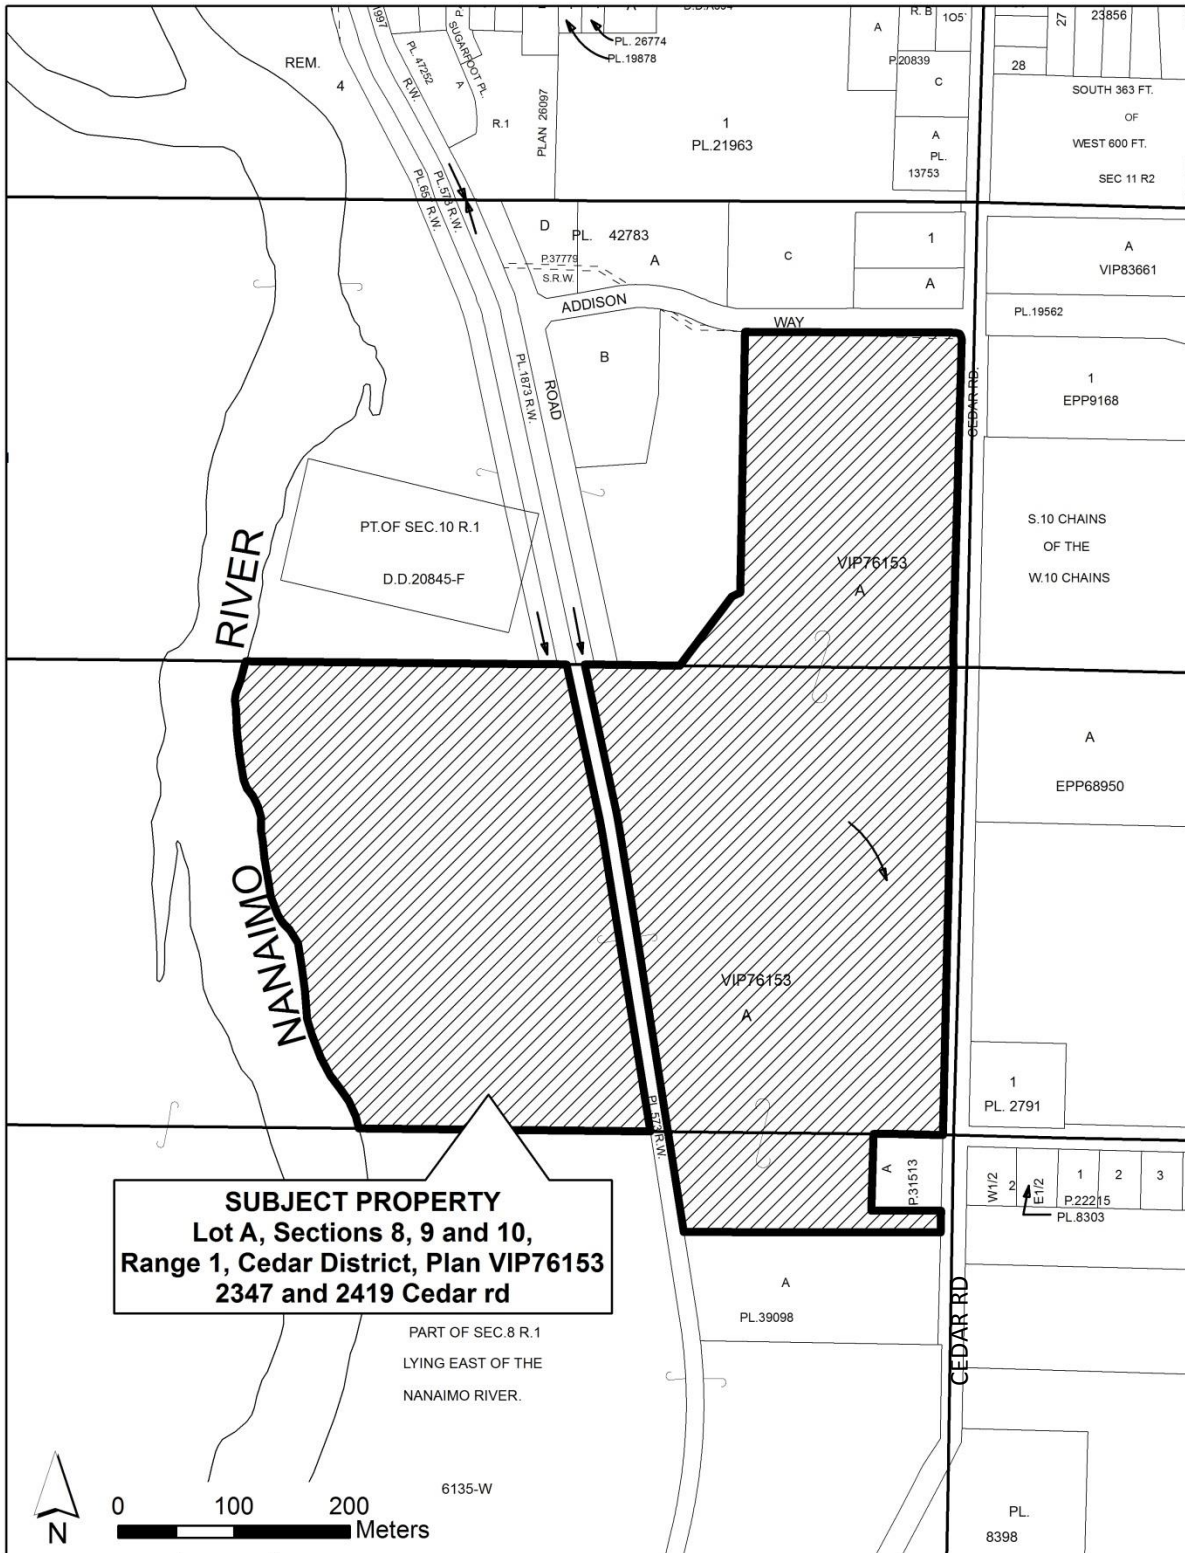 1997
P.
SUGARFOOT PL.
A
PL. 47252
R.W.
REM.
4
R.1
PLAN 26097
PL. 26774
PL.19878
1
PL.21963
A
R. B
P.20839
C
A
PL.
13753
27
23856
28
SOUTH 363 FT.
OF
WEST 600 FT.
SEC 11 R2
PL.573 R.W.
D
PL. 42783
P.37779
A
S.R.W.
C
1
A
A
VIP83661
PL.19562
ADDISON
WAY
B
ROAD
PL.1873 R.W.
CEDAR RD.
1
EPP9168
S.10 CHAINS
OF THE
W.10 CHAINS
PT.OF SEC.10 R.1
D.D.20845-F
RIVER
VIP76153
A
A
EPP68950
NANAIMO
VIP76153
A
1
PL. 2791
PL. 573 R.W.
A
P.31513
W1/2
2
E1/2
1
2
3
P.22215
PL.8303
SUBJECT PROPERTY
Lot A, Sections 8, 9 and 10,
Range 1, Cedar District, Plan VIP76153
2347 and 2419 Cedar rd
A
PL.39098
CEDAR RD
PART OF SEC.8 R.1
LYING EAST OF THE
NANAIMO RIVER.
6135-W
PL.
8398
N
0 100 200
Meters